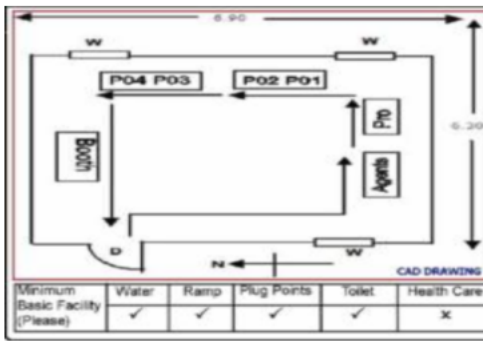 6.90
W
W
P04 P03
P02 P01
Pro
6.20
Booth
Agents
D
W
N
CAD DRAWING
Minimum Basic Facility (Please)
Water
Ramp
Plug Points
Toilet
Health Care
✓
✓
✓
✓
x